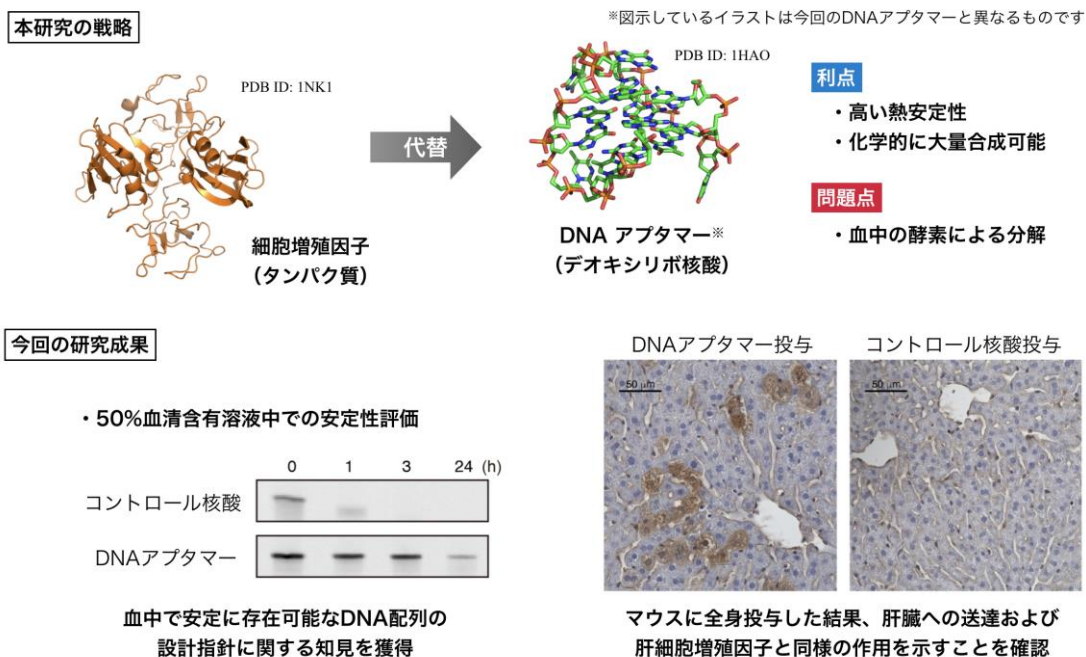 本研究の戦略
※図示しているイラストは今回のDNAアプタマーと異なるものです
PDB ID: 1NK1
PDB ID: 1HAO
代替
細胞増殖因子
(タンパク質)
DNA アプタマー※
(デオキシリボ核酸)
利点
・高い熱安定性
・化学的に大量合成可能
問題点
・血中の酵素による分解
今回の研究成果
・50%血清含有溶液中での安定性評価
0 1 3 24 (h)
コントロール核酸
DNAアプタマー
血中で安定に存在可能なDNA配列の
設計指針に関する知見を獲得
DNAアプタマー投与
コントロール核酸投与
50 μm
50 μm
マウスに全身投与した結果、肝臓への送達および
肝細胞増殖因子と同様の作用を示すことを確認